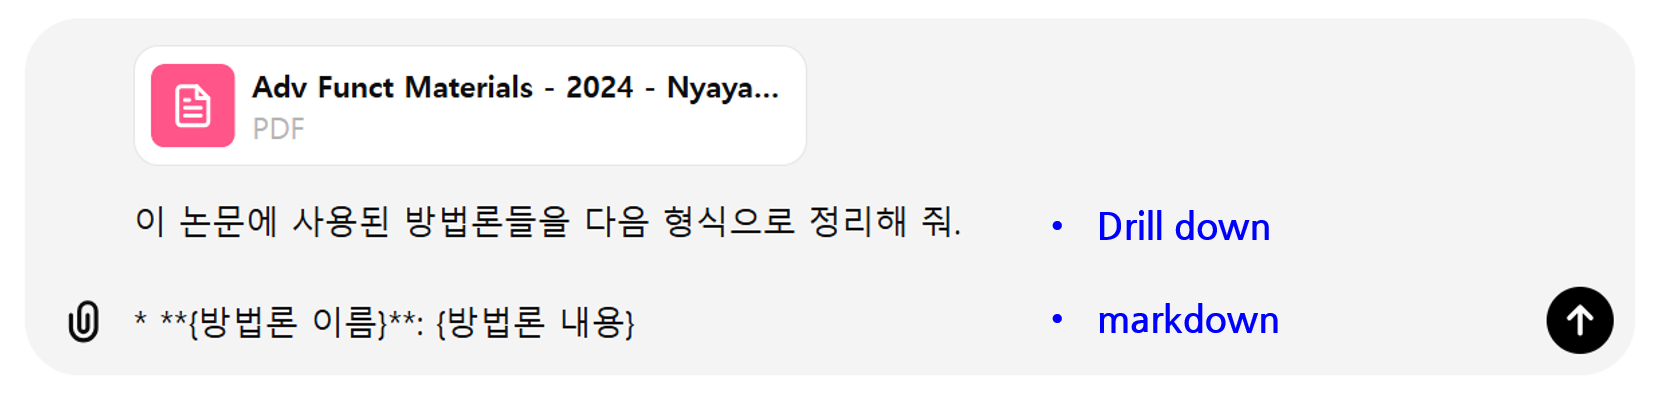 Adv Funct Materials - 2024 - Nyaya...
PDF
이 논문에 사용된 방법론들을 다음 형식으로 정리해 줘.
• Drill down
* **{방법론 이름}**: {방법론 내용}
• markdown